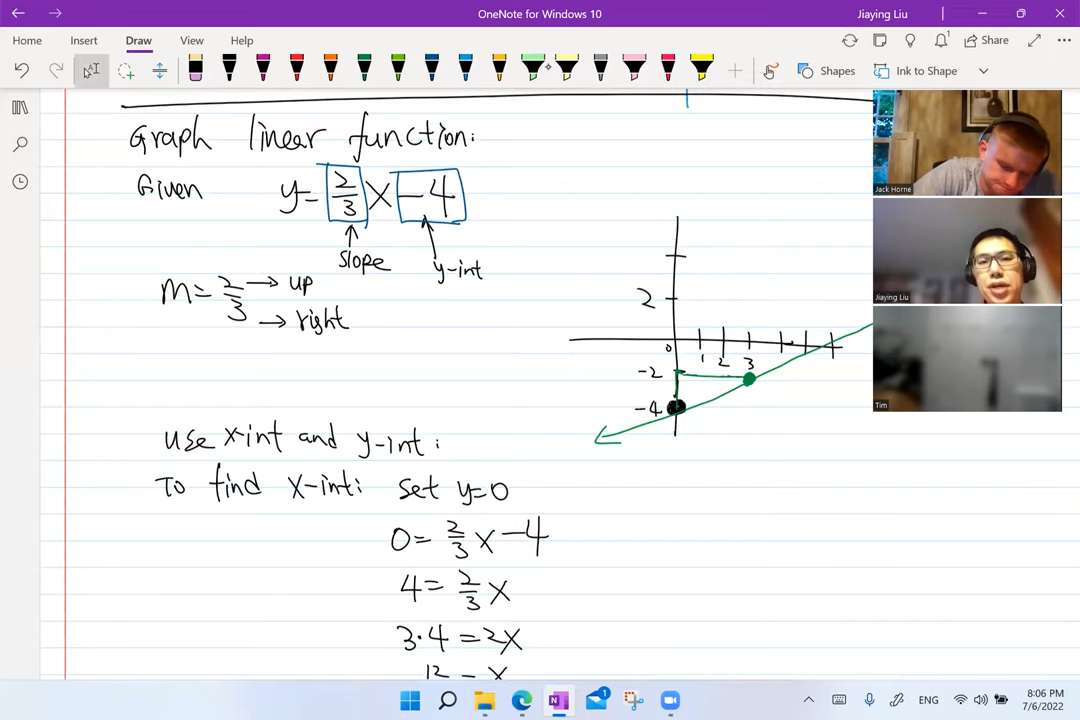 OneNote for Windows 10
Jiaying Liu
Home Insert Draw View Help
Share
Shapes
Ink to Shape
Graph linear function:
Given y= 2/3 x -4
slope
y-int
m= 2/3 → up
→ right
2
0 1 2 3
-2
-4
use x-int and y-int:
To find x-int: set y=0
0= 2/3 x -4
4= 2/3 x
3·4 =2x
12 = x
Jack Horne
Jiaying Liu
Tim
1
ENG
8:06 PM
7/6/2022